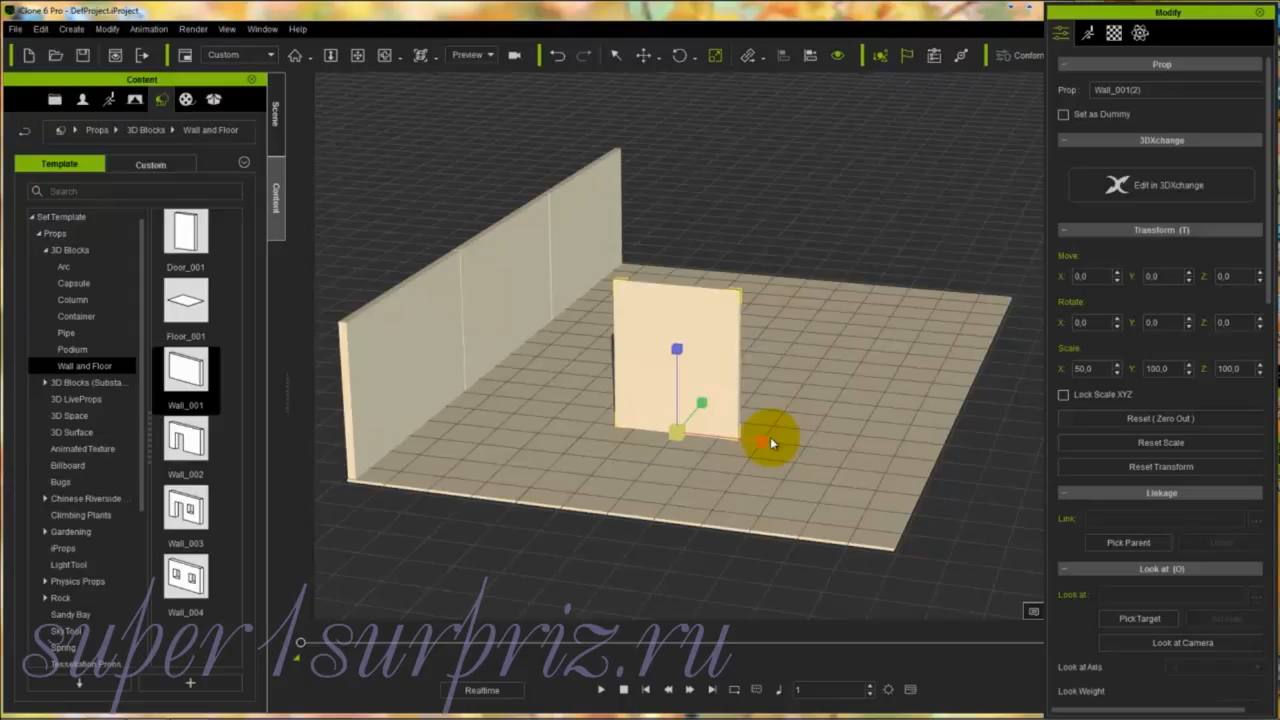 iClone 6 Pro - DefProject.iProject
File Edit Create Modify Animation Render View Window Help
Custom
Preview
Conform
Content
Props 3D Blocks Wall and Floor
Template Custom
Search
Set Template
Props
3D Blocks
Arc
Capsule
Column
Container
Pipe
Podium
Wall and Floor
3D Blocks (Substa...
3D LiveProps
3D Space
3D Surface
Animated Texture
Billboard
Bugs
Chinese Riverside ...
Climbing Plants
Gardening
iProps
Light Tool
Physics Props
Rock
Sandy Bay
Sky Tool
Spring
Tessellation Props
Door_001
Floor_001
Wall_001
Wall_002
Wall_003
Wall_004
Scene
Content
super1surpriz.ru
Realtime
1
Modify
Prop
Prop : Wall_001(2)
Set as Dummy
3DXchange
Edit in 3DXchange
Transform (T)
Move:
X: 0,0 Y: 0,0 Z: 0,0
Rotate:
X: 0,0 Y: 0,0 Z: 0,0
Scale:
X: 50,0 Y: 100,0 Z: 100,0
Lock Scale XYZ
Reset ( Zero Out )
Reset Scale
Reset Transform
Linkage
Link:
Pick Parent
Look at (O)
Look at:
Pick Target
Look at Camera
Look at Axis
Look Weight